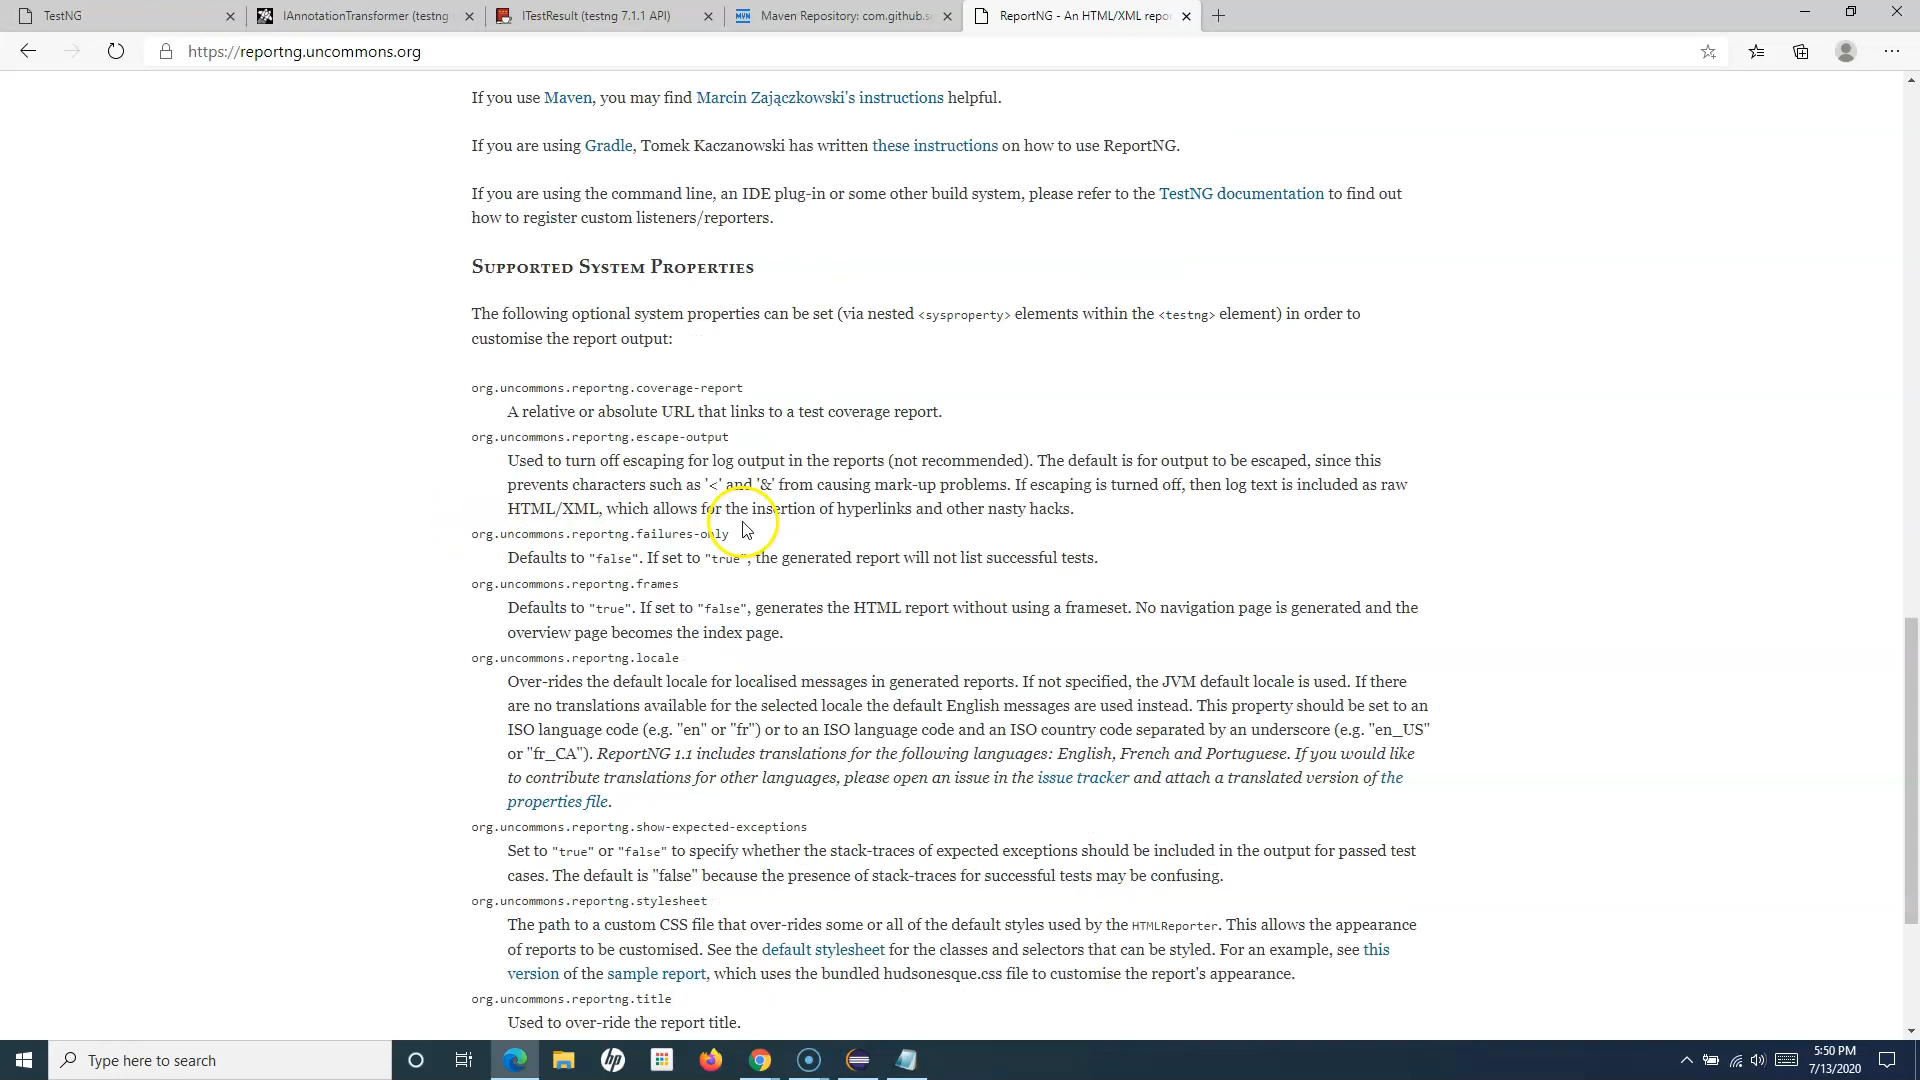 TestNG
IAnnotationTransformer (testng
ITestResult (testng 7.1.1 API)
MVN
Maven Repository: com.github.s
ReportNG - An HTML/XML repor
https://reportng.uncommons.org
If you use Maven, you may find Marcin Zajączkowski's instructions helpful.
If you are using Gradle, Tomek Kaczanowski has written these instructions on how to use ReportNG.
If you are using the command line, an IDE plug-in or some other build system, please refer to the TestNG documentation to find out
how to register custom listeners/reporters.
Supported System Properties
The following optional system properties can be set (via nested <sysproperty> elements within the <testng> element) in order to
customise the report output:
org.uncommons.reportng.coverage-report
A relative or absolute URL that links to a test coverage report.
org.uncommons.reportng.escape-output
Used to turn off escaping for log output in the reports (not recommended). The default is for output to be escaped, since this
prevents characters such as '<' and '&' from causing mark-up problems. If escaping is turned off, then log text is included as raw
HTML/XML, which allows for the insertion of hyperlinks and other nasty hacks.
org.uncommons.reportng.failures-only
Defaults to "false". If set to "true", the generated report will not list successful tests.
org.uncommons.reportng.frames
Defaults to "true". If set to "false", generates the HTML report without using a frameset. No navigation page is generated and the
overview page becomes the index page.
org.uncommons.reportng.locale
Over-rides the default locale for localised messages in generated reports. If not specified, the JVM default locale is used. If there
are no translations available for the selected locale the default English messages are used instead. This property should be set to an
ISO language code (e.g. "en" or "fr") or to an ISO language code and an ISO country code separated by an underscore (e.g. "en_US"
or "fr_CA"). ReportNG 1.1 includes translations for the following languages: English, French and Portuguese. If you would like
to contribute translations for other languages, please open an issue in the issue tracker and attach a translated version of the
properties file.
org.uncommons.reportng.show-expected-exceptions
Set to "true" or "false" to specify whether the stack-traces of expected exceptions should be included in the output for passed test
cases. The default is "false" because the presence of stack-traces for successful tests may be confusing.
org.uncommons.reportng.stylesheet
The path to a custom CSS file that over-rides some or all of the default styles used by the HTMLReporter. This allows the appearance
of reports to be customised. See the default stylesheet for the classes and selectors that can be styled. For an example, see this
version of the sample report, which uses the bundled hudsonesque.css file to customise the report's appearance.
org.uncommons.reportng.title
Used to over-ride the report title.
Type here to search
hp
5:50 PM
7/13/2020